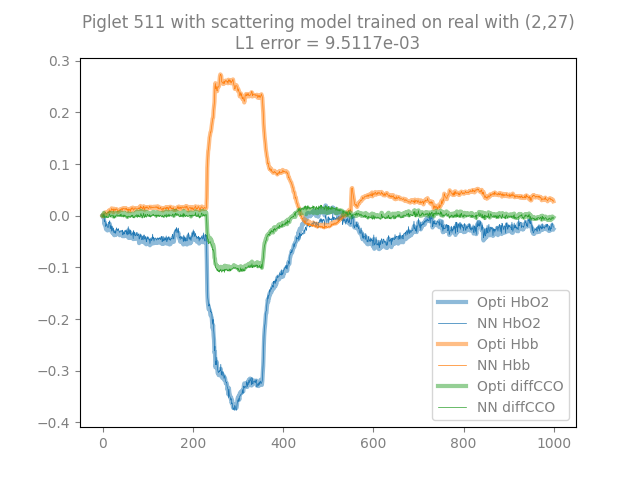 Piglet 511 with scattering model trained on real with (2,27)
L1 error = 9.5117e-03
0.3
0.2
0.1
0.0
−0.1
−0.2
−0.3
−0.4
0 200 400 600 800 1000
Opti HbO2
NN HbO2
Opti Hbb
NN Hbb
Opti diffCCO
NN diffCCO